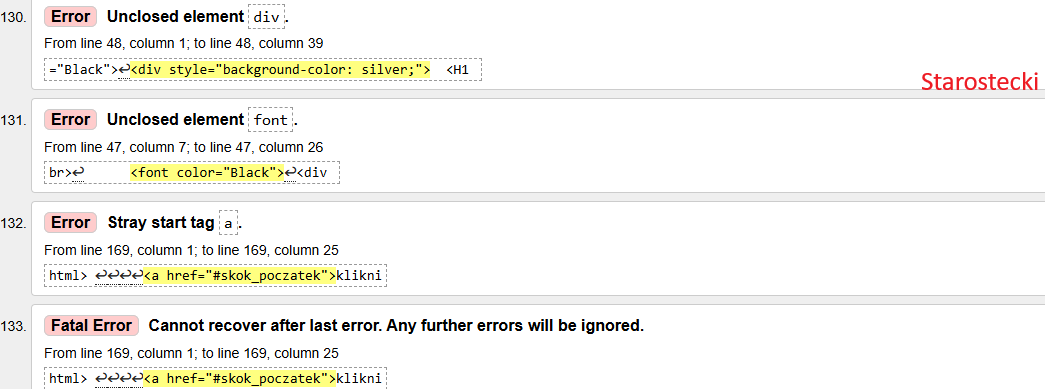 130. Error Unclosed element div.
From line 48, column 1; to line 48, column 39
="Black">↩<div style="background-color: silver;">  <H1
Starostecki
131. Error Unclosed element font.
From line 47, column 7; to line 47, column 26
br>↩      <font color="Black">↩<div
132. Error Stray start tag a.
From line 169, column 1; to line 169, column 25
html> ↩↩↩↩<a href="#skok_poczatek">klikni
133. Fatal Error Cannot recover after last error. Any further errors will be ignored.
From line 169, column 1; to line 169, column 25
html> ↩↩↩↩<a href="#skok_poczatek">klikni